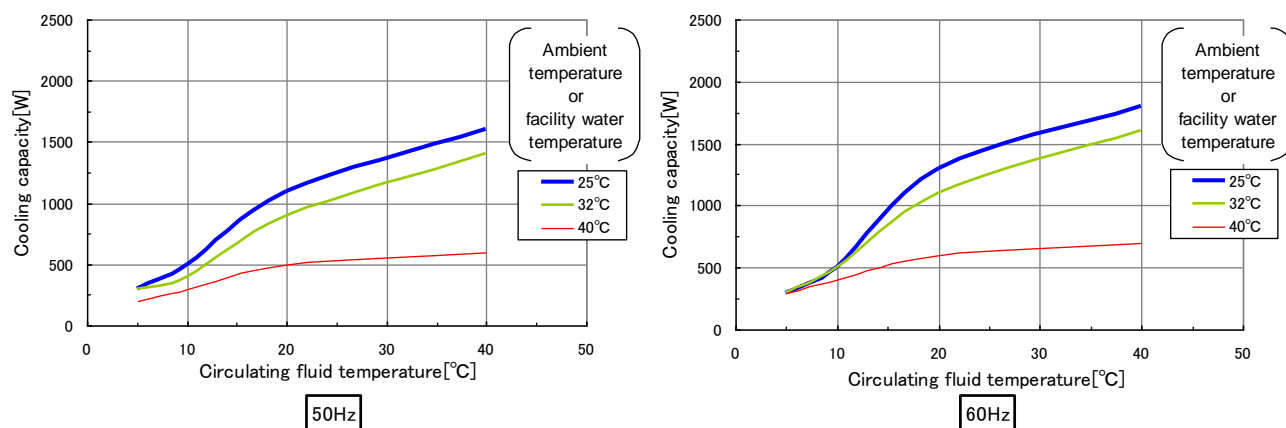 2500
2000
1500
1000
500
0
Cooling capacity[W]
0 10 20 30 40 50
Circulating fluid temperature[℃]
Ambient
temperature
or
facility water
temperature
25℃
32℃
40℃
50Hz
2500
2000
1500
1000
500
0
Cooling capacity[W]
0 10 20 30 40 50
Circulating fluid temperature[℃]
Ambient
temperature
or
facility water
temperature
25℃
32℃
40℃
60Hz